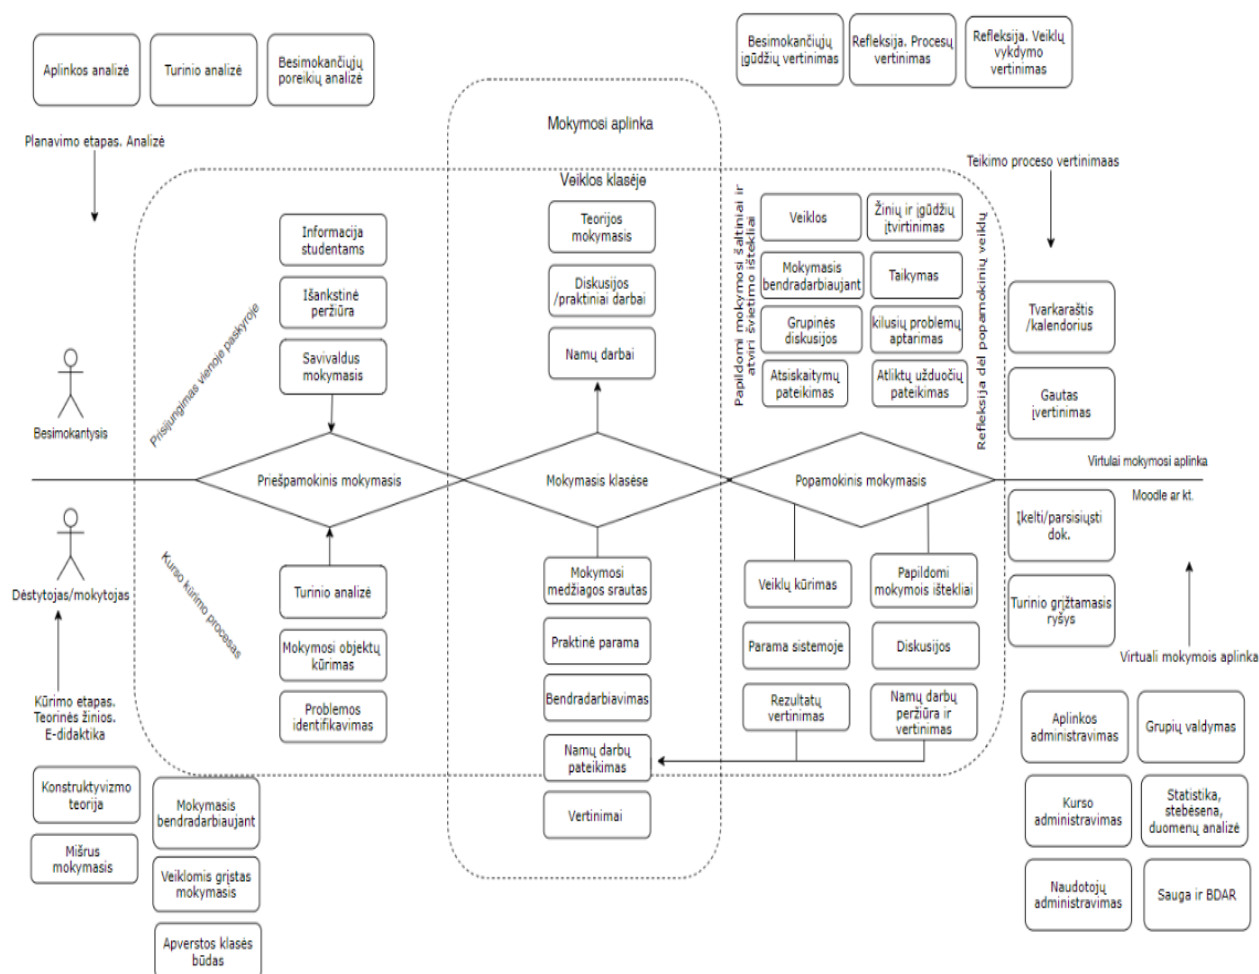 Aplinkos analizė
Turinio analizė
Besimokančiųjų
poreikių analizė
Besimokančiųjų
įgūdžių vertinimas
Refleksija. Procesų
vertinimas
Refleksija. Veiklų
vykdymo
vertinimas
Planavimo etapas. Analizė
Mokymosi aplinka
Teikimo proceso vertinimaas
Veiklos klasėje
Informacija
studentams
Išankstinė
peržiūra
Savivaldus
mokymasis
Prisijungimas vienoje paskyroje
Teorijos
mokymasis
Diskusijos
/praktiniai darbai
Namų darbai
Papildomi mokymosi šaltiniai ir
atviri švietimo ištekliai
Veiklos
Žinių ir įgūdžių
įtvirtinimas
Mokymasis
bendradarbiaujant
Taikymas
Grupinės
diskusijos
kilusių problemų
aptarimas
Atsiskaitymų
pateikimas
Atliktų užduočių
pateikimas
Refleksija dėl popamokinių veiklų
Tvarkaraštis
/kalendorius
Gautas
įvertinimas
Besimokantysis
Priešpamokinis mokymasis
Mokymasis klasėse
Popamokinis mokymasis
Virtulai mokymosi aplinka
Moodle ar kt.
Dėstytojas/mokytojas
Kurso kūrimo procesas
Turinio analizė
Mokymosi objektų
kūrimas
Problemos
identifikavimas
Mokymosi
medžiagos srautas
Praktinė parama
Bendradarbiavimas
Namų darbų
pateikimas
Vertinimai
Veiklų kūrimas
Papildomi
mokymois ištekliai
Parama sistemoje
Diskusijos
Rezultatų
vertinimas
Namų darbų
peržiūra ir
vertinimas
Įkelti/parsisiųsti
dok.
Turinio grįžtamasis
ryšys
Virtuali mokymois aplinka
Kūrimo etapas.
Teorinės žinios.
E-didaktika
Konstruktyvizmo
teorija
Mišrus
mokymasis
Mokymasis
bendradarbiaujant
Veiklomis grįstas
mokymasis
Apverstos klasės
būdas
Aplinkos
administravimas
Grupių valdymas
Kurso
administravimas
Statistika,
stebėsena,
duomenų analizė
Naudotojų
administravimas
Sauga ir BDAR